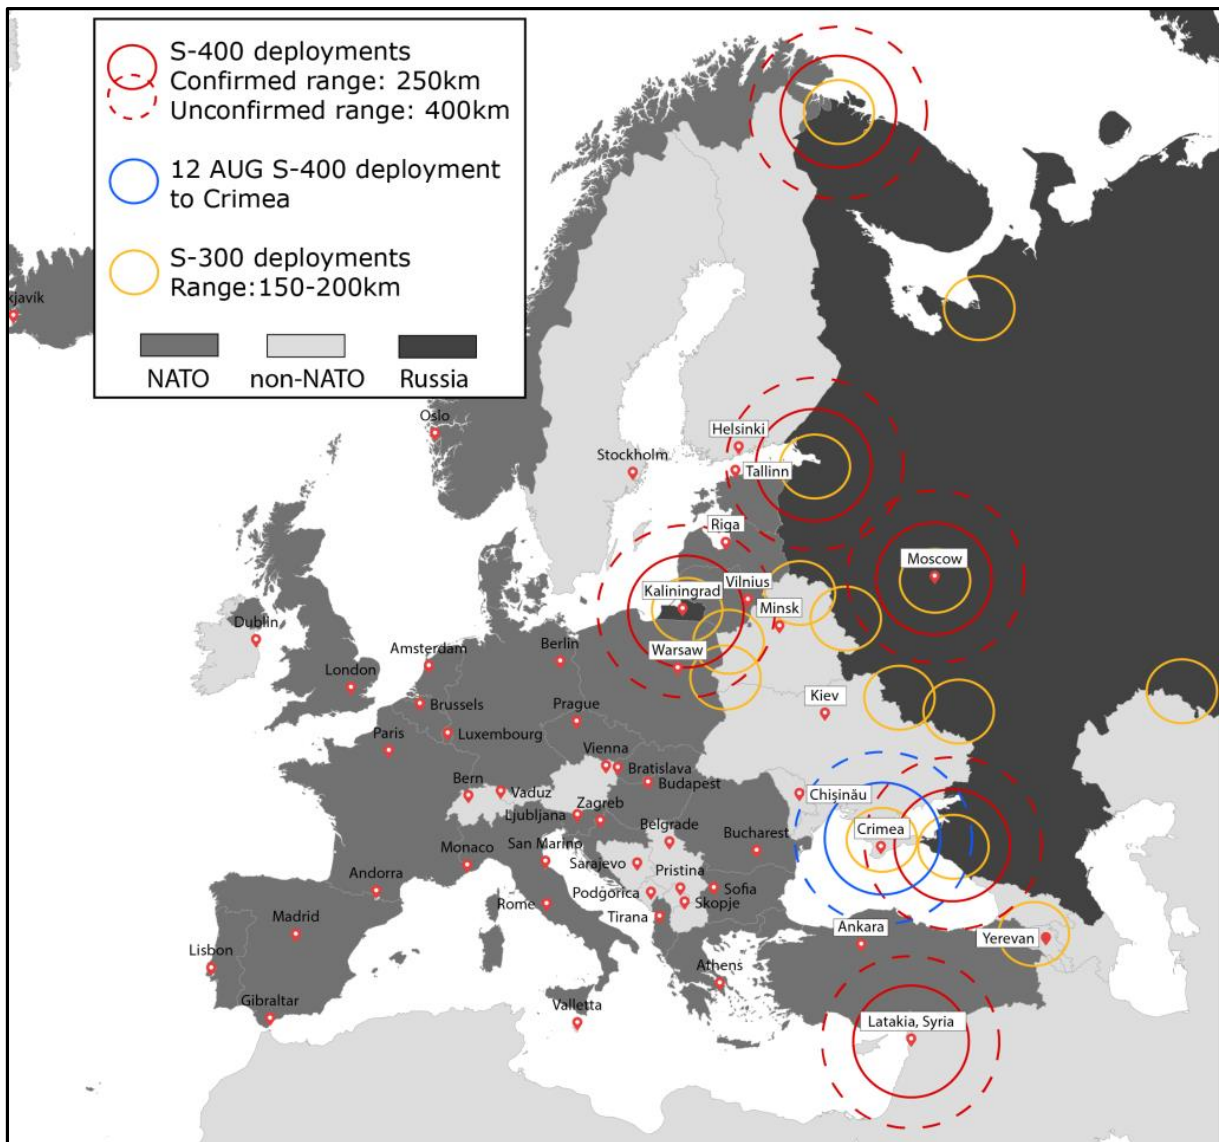 S-400 deployments
Confirmed range: 250km
Unconfirmed range: 400km
12 AUG S-400 deployment
to Crimea
S-300 deployments
Range:150-200km
NATO
non-NATO
Russia
kjavík
Oslo
Helsinki
Stockholm
Tallinn
Riga
Moscow
Kaliningrad
Vilnius
Minsk
Dublin
Amsterdam
Berlin
Warsaw
London
Brussels
Prague
Kiev
Paris
Luxembourg
Vienna
Bratislava
Budapest
Bern
Vaduz
Chișinău
Zagreb
Ljubljana
Belgrade
Bucharest
Crimea
Monaco
San Marino
Sarajevo
Pristina
Andorra
Podgorica
Sofia
Skopje
Rome
Tirana
Madrid
Ankara
Yerevan
Lisbon
Athens
Gibraltar
Valletta
Latakia, Syria